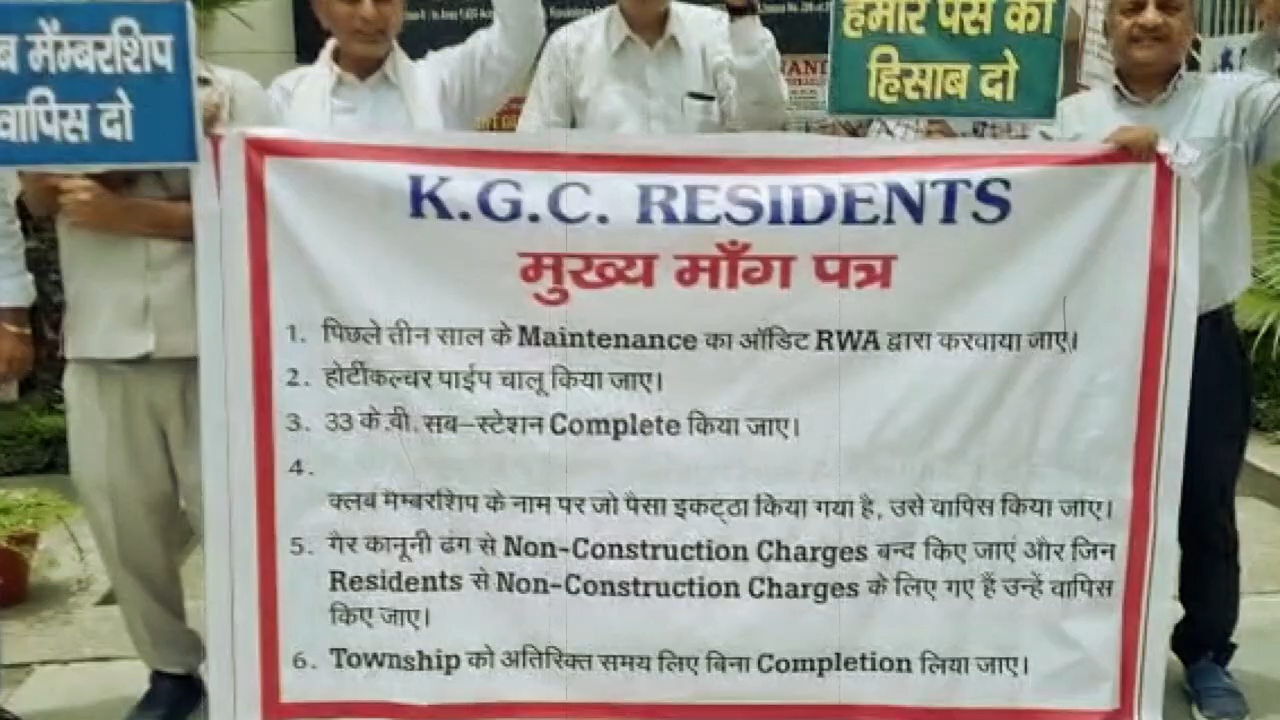 मैंम्बरशिप
वापिस दो
हमारे पैसे का
हिसाब दो
K.G.C. RESIDENTS
मुख्य माँग पत्र
1. पिछले तीन साल के Maintenance का ऑडिट RWA द्वारा करवाया जाए।
2. होर्टीकल्चर पाईप चालू किया जाए।
3. 33 के.वी. सब-स्टेशन Complete किया जाए।
4.
क्लब मेम्बरशिप के नाम पर जो पैसा इकट्ठा किया गया है, उसे वापिस किया जाए।
5. गैर कानूनी ढंग से Non-Construction Charges बन्द किए जाएं और जिन
Residents से Non-Construction Charges के लिए गए हैं उन्हें वापिस
किए जाए।
6. Township को अतिरिक्त समय लिए बिना Completion लिया जाए।